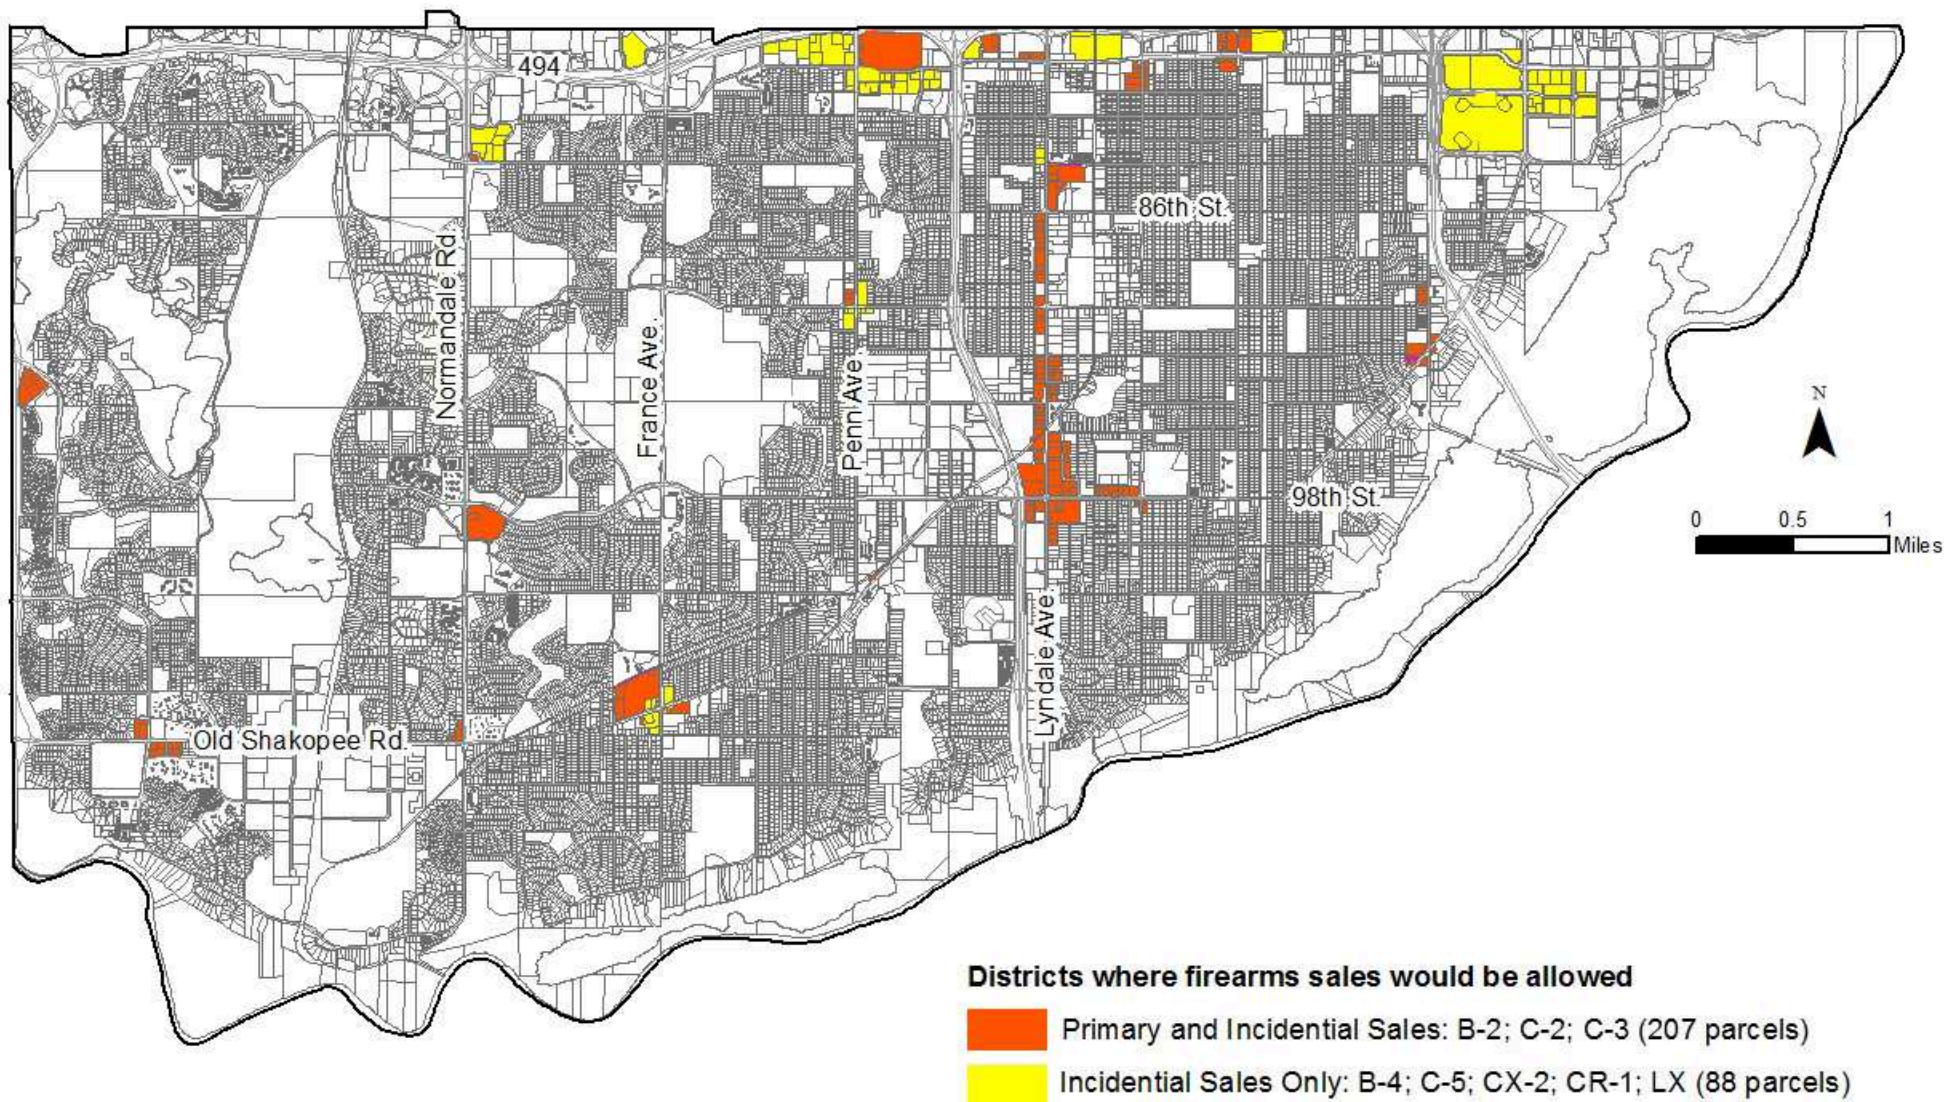 494
86th St.
Normandale Rd.
France Ave.
Penn Ave.
N
98th St.
0 0.5 1
Miles
Lyndale Ave.
Old Shakopee Rd.
Districts where firearms sales would be allowed
Primary and Incidential Sales: B-2; C-2; C-3 (207 parcels)
Incidential Sales Only: B-4; C-5; CX-2; CR-1; LX (88 parcels)